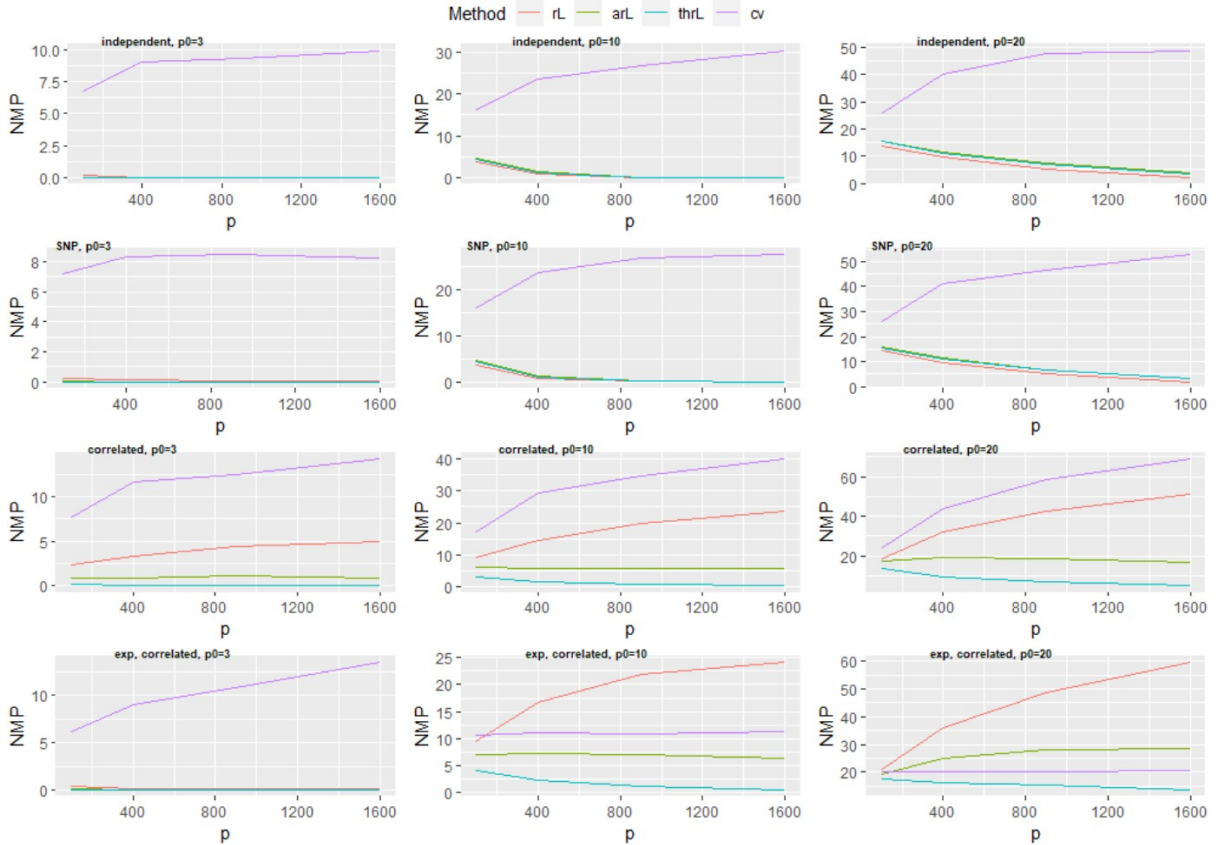 Method rL arL thrL cv
independent, p0=3 independent, p0=10 independent, p0=20
10.0 30 50
7.5 40
NMP 20 NMP 30
5.0 NMP 20
2.5 10 10
0.0 0 0
400 800 1200 1600 400 800 1200 1600 400 800 1200 1600
p p p
SNP, p0=3 SNP, p0=10 SNP, p0=20
8 50
6 20 40
NMP NMP NMP 30
4 10 20
2 10
0 0 0
400 800 1200 1600 400 800 1200 1600 400 800 1200 1600
p p p
correlated, p0=3 correlated, p0=10 correlated, p0=20
40
10 30 60
NMP NMP 20 NMP 40
5 10 20
0 0
400 800 1200 1600 400 800 1200 1600 400 800 1200 1600
p p p
exp, correlated, p0=3 exp, correlated, p0=10 exp, correlated, p0=20
25 60
10 20 50
NMP NMP 15 NMP 40
5 10 30
5 20
0 0
400 800 1200 1600 400 800 1200 1600 400 800 1200 1600
p p p